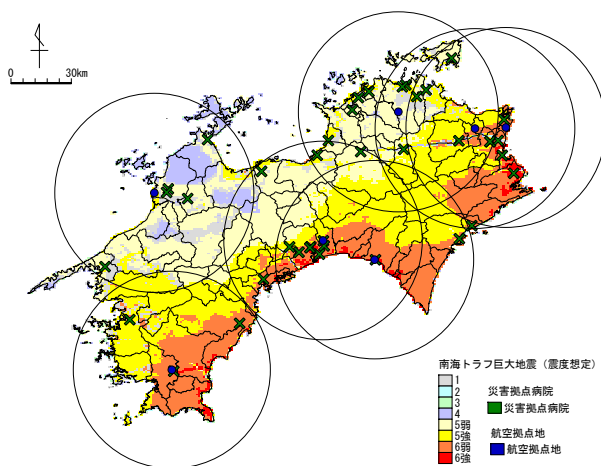 0 30km
南海トラフ巨大地震（震度想定）
1
2
3
4
5弱
5強
6弱
6強
災害拠点病院
災害拠点病院
航空拠点地
航空拠点地